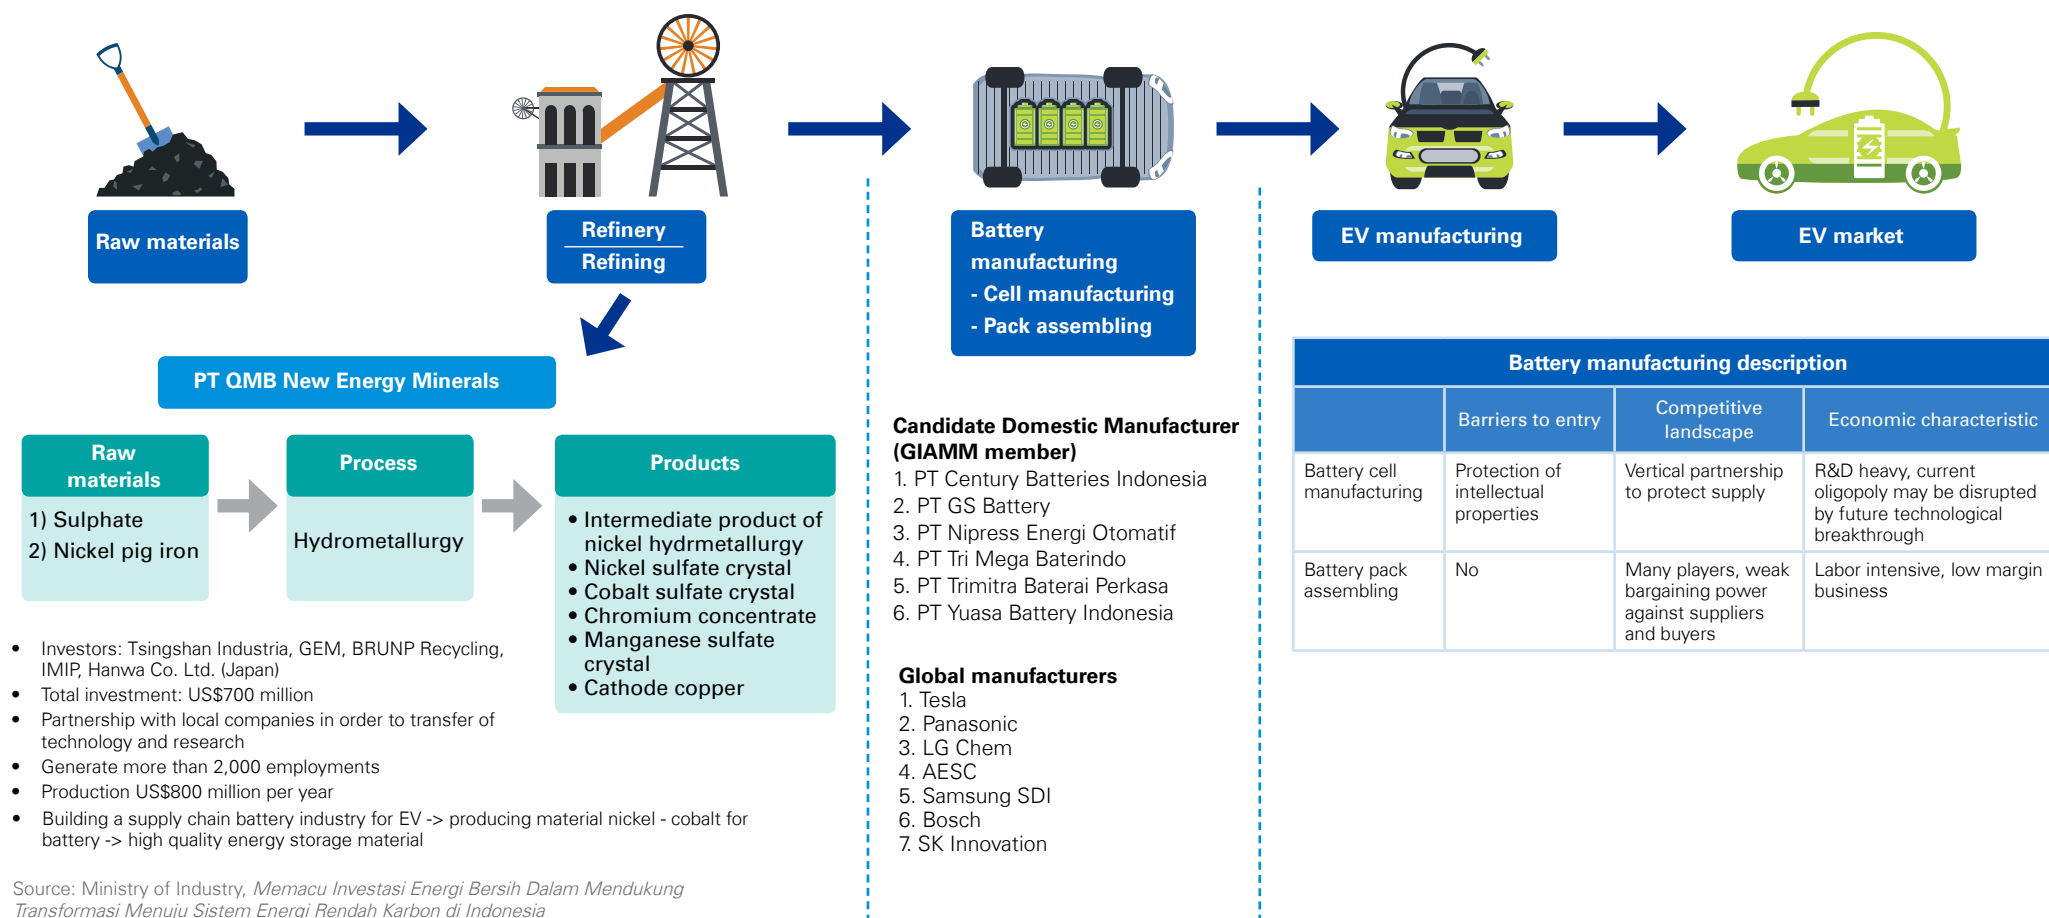 Raw materials
Refinery
Refining
Battery
manufacturing
- Cell manufacturing
- Pack assembling
EV manufacturing
EV market
PT QMB New Energy Minerals
Raw
materials
1) Sulphate
2) Nickel pig iron
Process
Hydrometallurgy
Products
• Intermediate product of
nickel hydrmetallurgy
• Nickel sulfate crystal
• Cobalt sulfate crystal
• Chromium concentrate
• Manganese sulfate
crystal
• Cathode copper
• Investors: Tsingshan Industria, GEM, BRUNP Recycling,
IMIP, Hanwa Co. Ltd. (Japan)
• Total investment: US$700 million
• Partnership with local companies in order to transfer of
technology and research
• Generate more than 2,000 employments
• Production US$800 million per year
• Building a supply chain battery industry for EV -> producing material nickel - cobalt for
battery -> high quality energy storage material
Source: Ministry of Industry, Memacu Investasi Energi Bersih Dalam Mendukung
Transformasi Menuju Sistem Energi Rendah Karbon di Indonesia
Candidate Domestic Manufacturer
(GIAMM member)
1. PT Century Batteries Indonesia
2. PT GS Battery
3. PT Nipress Energi Otomatif
4. PT Tri Mega Baterindo
5. PT Trimitra Baterai Perkasa
6. PT Yuasa Battery Indonesia
Global manufacturers
1. Tesla
2. Panasonic
3. LG Chem
4. AESC
5. Samsung SDI
6. Bosch
7. SK Innovation
Battery manufacturing description
Barriers to entry
Competitive
landscape
Economic characteristic
Battery cell
manufacturing
Protection of
intellectual
properties
Vertical partnership
to protect supply
R&D heavy, current
oligopoly may be disrupted
by future technological
breakthrough
Battery pack
assembling
No
Many players, weak
bargaining power
against suppliers
and buyers
Labor intensive, low margin
business